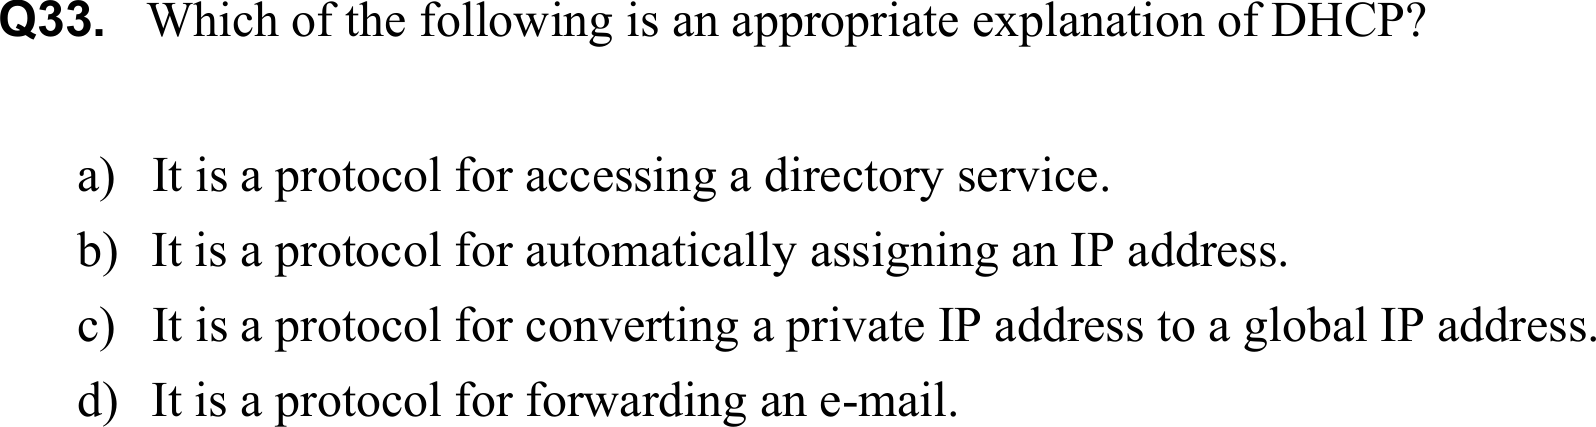 Q33. Which of the following is an appropriate explanation of DHCP?
a) It is a protocol for accessing a directory service.
b) It is a protocol for automatically assigning an IP address.
c) It is a protocol for converting a private IP address to a global IP address.
d) It is a protocol for forwarding an e-mail.